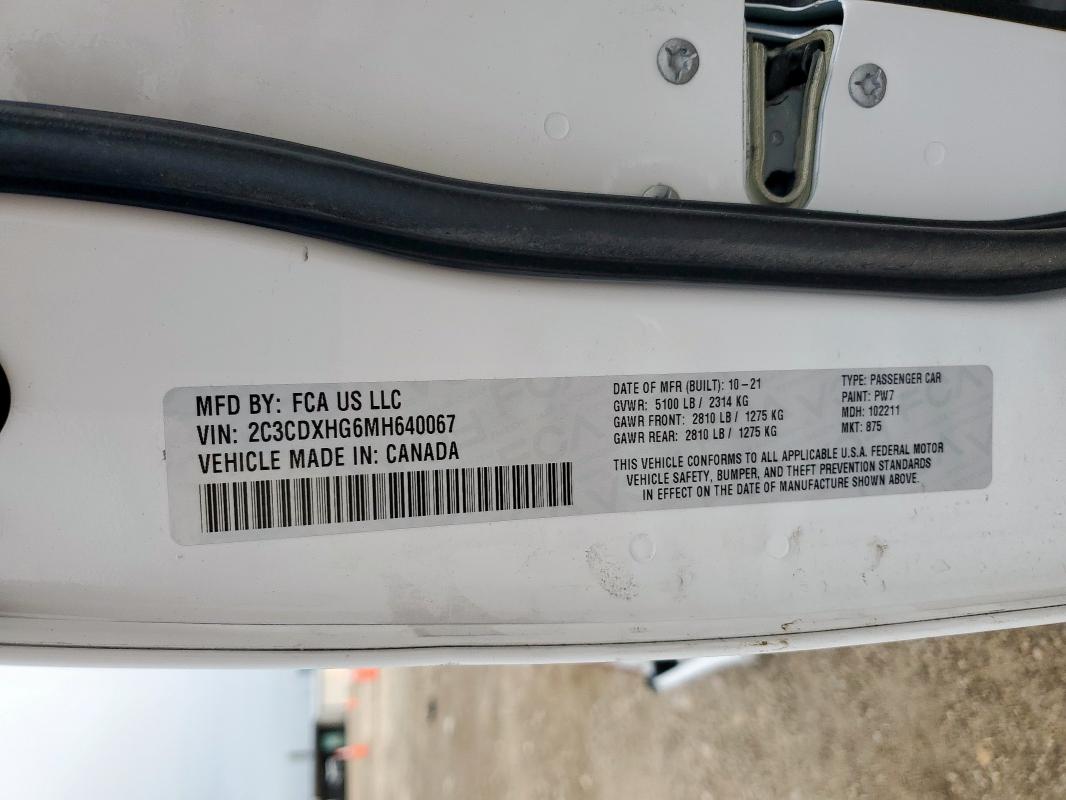 MFD BY: FCA US LLC
VIN: 2C3CDXHG6MH640067
VEHICLE MADE IN: CANADA
DATE OF MFR (BUILT): 10-21
GVWR: 5100 LB / 2314 KG
GAWR FRONT: 2810 LB / 1275 KG
GAWR REAR: 2810 LB / 1275 KG
TYPE: PASSENGER CAR
PAINT: PW7
MDH: 102211
MKT: 875
THIS VEHICLE CONFORMS TO ALL APPLICABLE U.S.A. FEDERAL MOTOR
VEHICLE SAFETY, BUMPER, AND THEFT PREVENTION STANDARDS
IN EFFECT ON THE DATE OF MANUFACTURE SHOWN ABOVE.